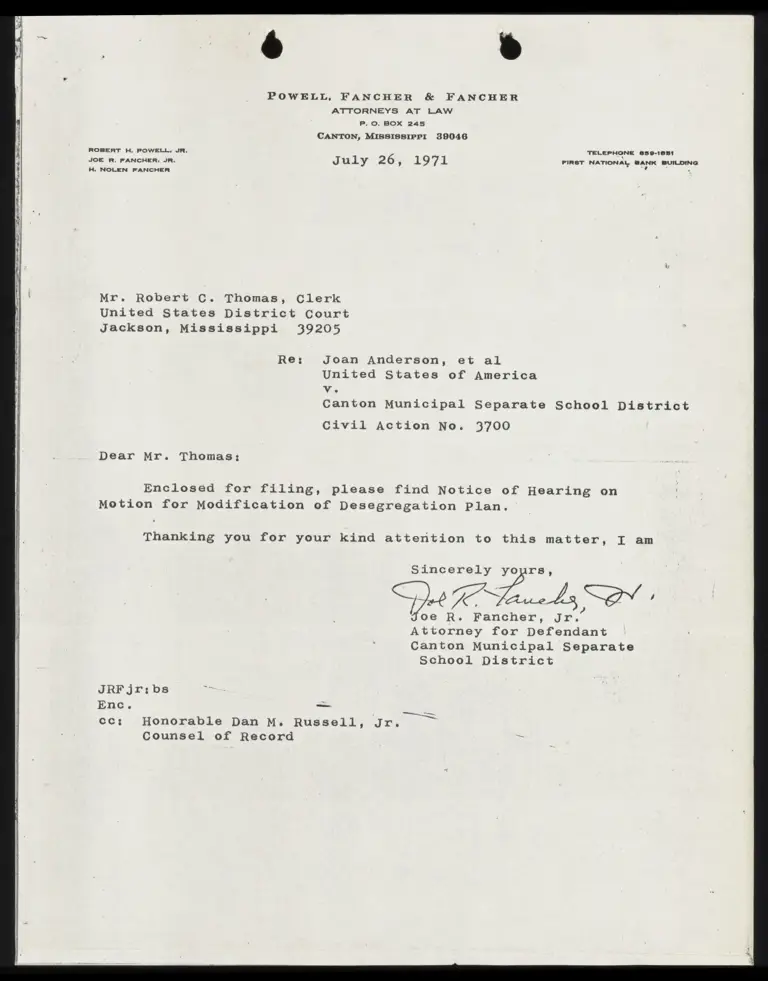 POWELL, FANCHER & FANCHER
ATTORNEYS AT LAW
P. O. BOX 245
CANTON, MISSISSIPPI 39046
ROBERT H. POWELL, JR.
JOE R. FANCHER, JR.
H. NOLEN FANCHER
July 26, 1971
TELEPHONE 859-1051
FIRST NATIONAL BANK BUILDING
Mr. Robert C. Thomas, Clerk
United States District Court
Jackson, Mississippi 39205
Re: Joan Anderson, et al
United States of America
v.
Canton Municipal Separate School District
Civil Action No. 3700
Dear Mr. Thomas:
Enclosed for filing, please find Notice of Hearing on
Motion for Modification of Desegregation Plan.
Thanking you for your kind attention to this matter, I am
Sincerely yours,
Joe R. Fancher, Jr.
Joe R. Fancher, Jr.
Attorney for Defendant
Canton Municipal Separate
School District
JRFjr:bs
Enc.
cc: Honorable Dan M. Russell, Jr.
Counsel of Record